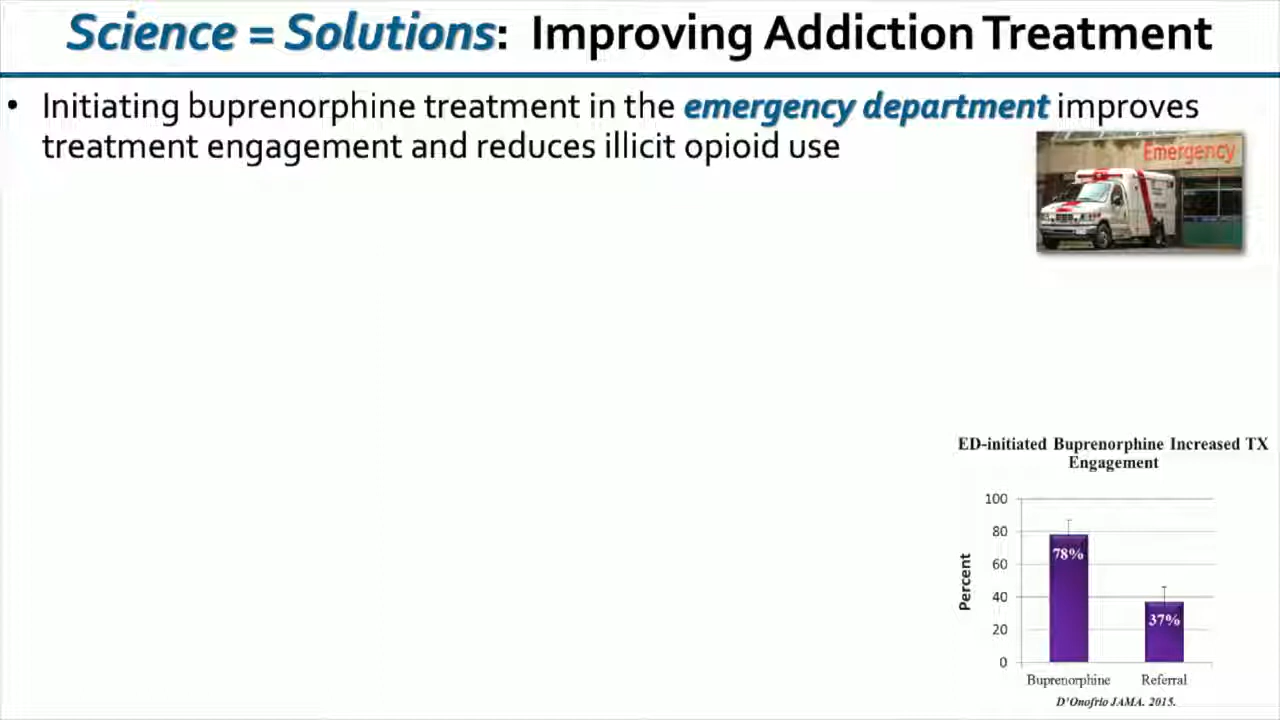 Science = Solutions: Improving Addiction Treatment
• Initiating buprenorphine treatment in the emergency department improves
treatment engagement and reduces illicit opioid use
Emergency
ED-initiated Buprenorphine Increased TX
Engagement
100
80
60
40
20
0
Percent
78%
37%
Buprenorphine Referral
D'Onofrio JAMA. 2015.